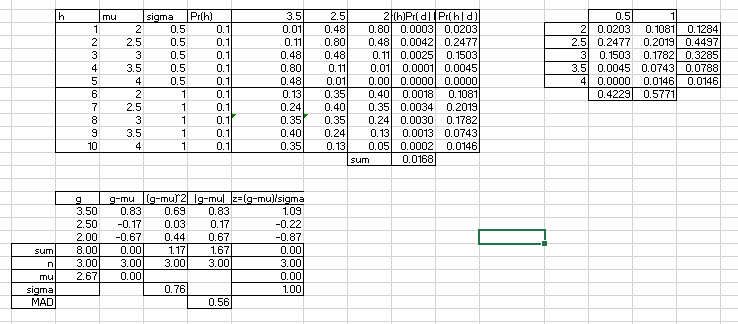 h mu sigma Pr(h) 3.5 2.5 2 r(h)Pr( d | Pr( h | d ) 0.5 1
1 2 0.5 0.1 0.01 0.48 0.80 0.0003 0.0203 2 0.0203 0.1081 0.1284
2 2.5 0.5 0.1 0.11 0.80 0.48 0.0042 0.2477 2.5 0.2477 0.2019 0.4497
3 3 0.5 0.1 0.48 0.48 0.11 0.0025 0.1503 3 0.1503 0.1782 0.3285
4 3.5 0.5 0.1 0.80 0.11 0.01 0.0001 0.0045 3.5 0.0045 0.0743 0.0788
5 4 0.5 0.1 0.48 0.01 0.00 0.0000 0.0000 4 0.0000 0.0146 0.0146
6 2 1 0.1 0.13 0.35 0.40 0.0018 0.1081 0.4229 0.5771
7 2.5 1 0.1 0.24 0.40 0.35 0.0034 0.2019
8 3 1 0.1 0.35 0.35 0.24 0.0030 0.1782
9 3.5 1 0.1 0.40 0.24 0.13 0.0013 0.0743
10 4 1 0.1 0.35 0.13 0.05 0.0002 0.0146
sum 0.0168
g g-mu (g-mu)^2 |g-mu| z=(g-mu)/sigma
3.50 0.83 0.69 0.83 1.09
2.50 -0.17 0.03 0.17 -0.22
2.00 -0.67 0.44 0.67 -0.87
sum 8.00 0.00 1.17 1.67 0.00
n 3.00 3.00 3.00 3.00 3.00
mu 2.67 0.00 0.00
sigma 0.76 1.00
MAD 0.56